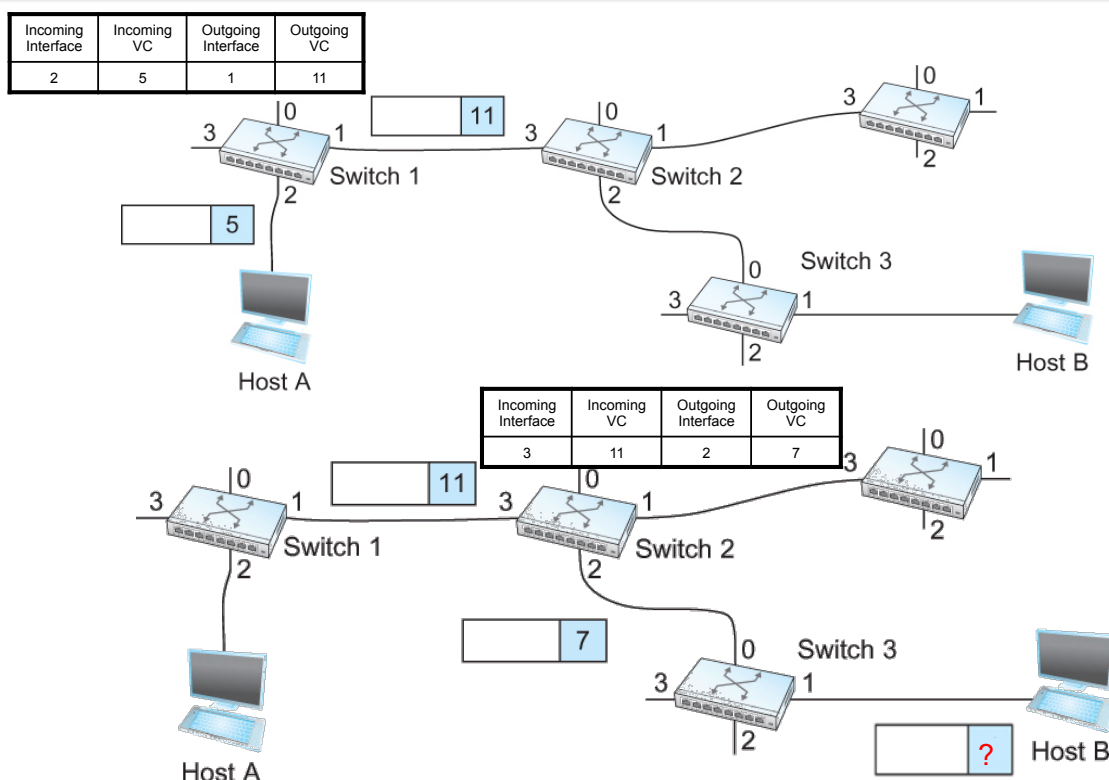 Incoming Interface Incoming VC Outgoing Interface Outgoing VC
2 5 1 11
0
11
3 1
Switch 1
2
5
Host A
0
3 1
Switch 2
2
0
3 1
2
Switch 3
0
3 1
2
Host B
Incoming Interface Incoming VC Outgoing Interface Outgoing VC
3 11 2 7
0
11
3 1
Switch 1
2
Host A
0
3 1
Switch 2
2
7
0
3 1
2
Switch 3
0
3 1
2
?
Host B